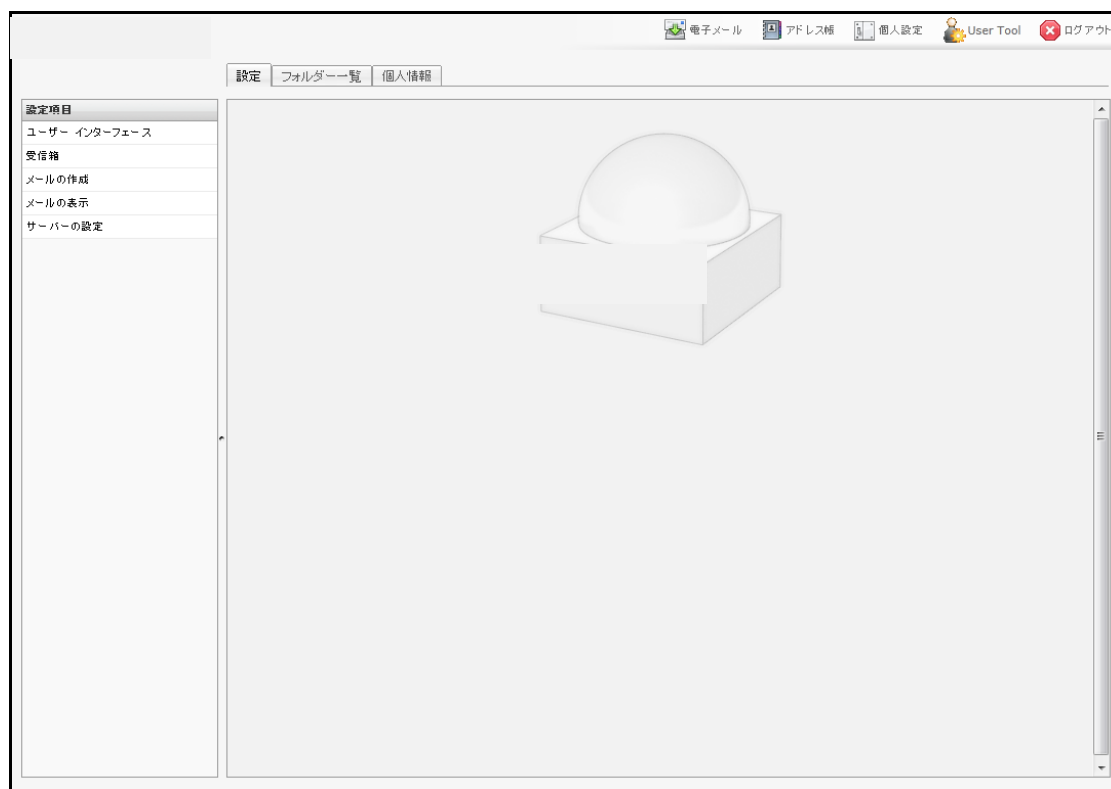 電子メール アドレス帳 個人設定 User Tool ログアウト
設定 フォルダー一覧 個人情報
設定項目
ユーザー インターフェース
受信箱
メールの作成
メールの表示
サーバーの設定